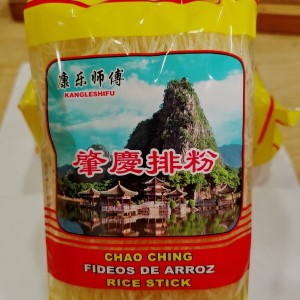 康乐师傅
KANGLESHIFU
肇慶排粉
CHAO CHING
FIDEOS DE ARROZ
RICE STICK